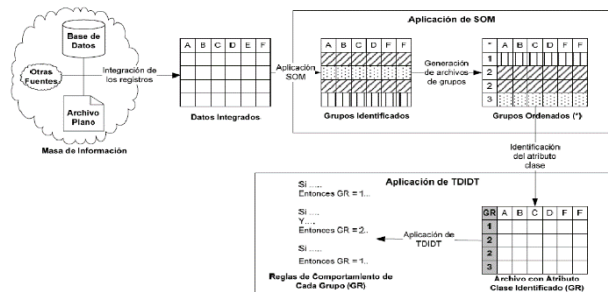 Aplicación de SOM
Base de
Datos
Otras
Fuentes
Archivo
Plano
Masa de Información
Integración de
los registros
A B C D E F
Datos Integrados
Aplicación
SOM
A B C D F F
Grupos Identificados
Generación
de archivos
de grupos
* A B C D F F
1
2
2
3
Grupos Ordenados (*)
Identificación
del atributo
clase
Aplicación de TDIDT
Si .....
Entonces GR = 1...
Si ....
Y....
Entonces GR = 2..
Si .....
Entonces GR = 1..
Reglas de Comportamiento de
Cada Grupo (GR)
Aplicación de
TDIDT
GR A B C D F F
1
2
2
3
Archivo con Atributo
Clase Identificado (GR)